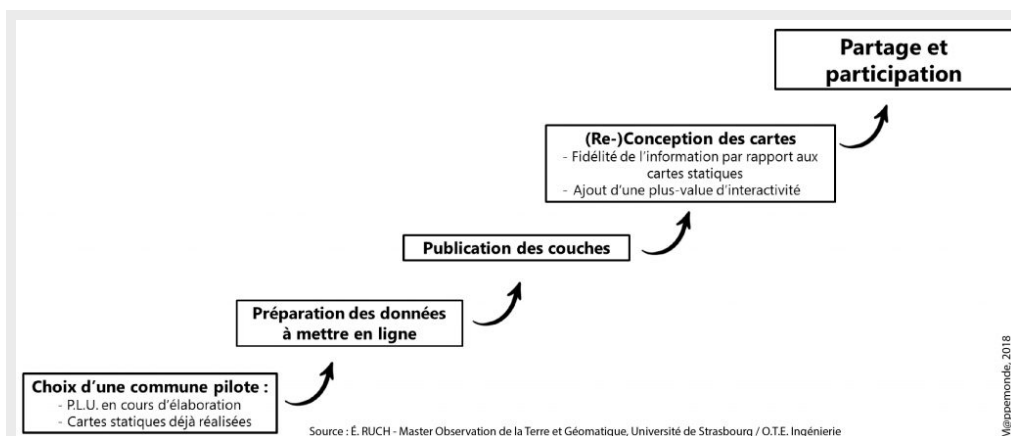 Partage et
participation
(Re-)Conception des cartes
- Fidélité de l'information par rapport aux
cartes statiques
- Ajout d'une plus-value d'interactivité
Publication des couches
Préparation des données
à mettre en ligne
Choix d'une commune pilote :
- P.L.U. en cours d'élaboration
- Cartes statiques déjà réalisées
Source : É. RUCH - Master Observation de la Terre et Géomatique, Université de Strasbourg / O.T.E. Ingénierie
M@ppemonde, 2018